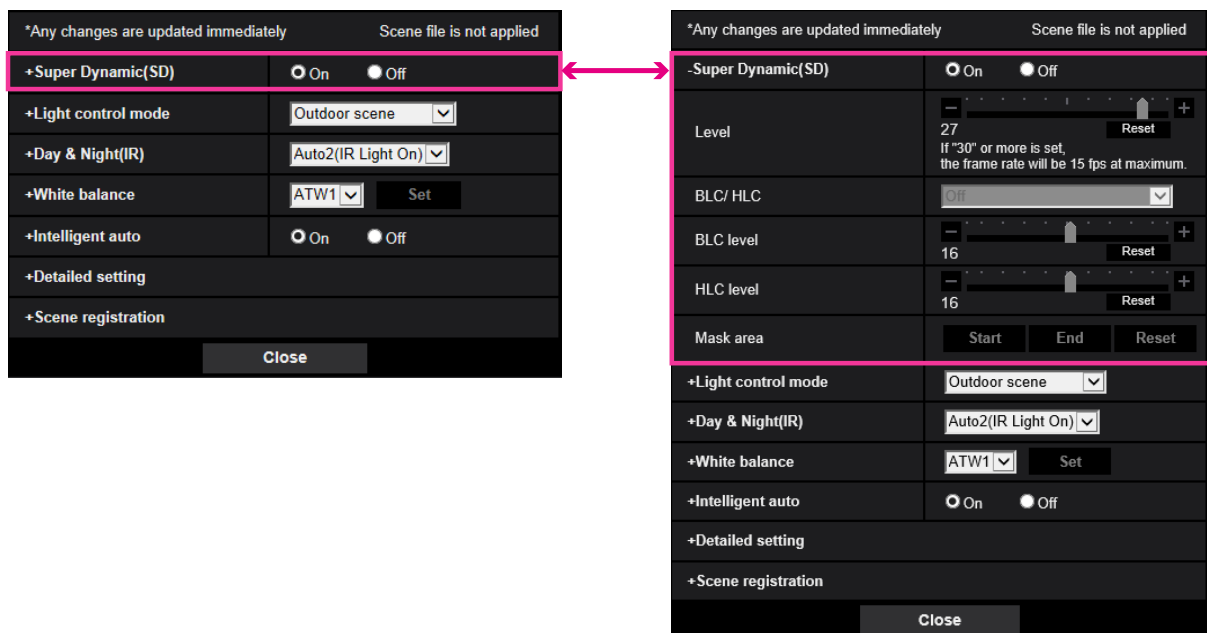 *Any changes are updated immediately Scene file is not applied
+Super Dynamic(SD) On Off
+Light control mode Outdoor scene
+Day & Night(IR) Auto2(IR Light On)
+White balance ATW1 Set
+Intelligent auto On Off
+Detailed setting
+Scene registration
Close
*Any changes are updated immediately Scene file is not applied
-Super Dynamic(SD) On Off
Level
27 Reset
If "30" or more is set,
the frame rate will be 15 fps at maximum.
BLC/ HLC Off
BLC level
16 Reset
HLC level
16 Reset
Mask area Start End Reset
+Light control mode Outdoor scene
+Day & Night(IR) Auto2(IR Light On)
+White balance ATW1 Set
+Intelligent auto On Off
+Detailed setting
+Scene registration
Close